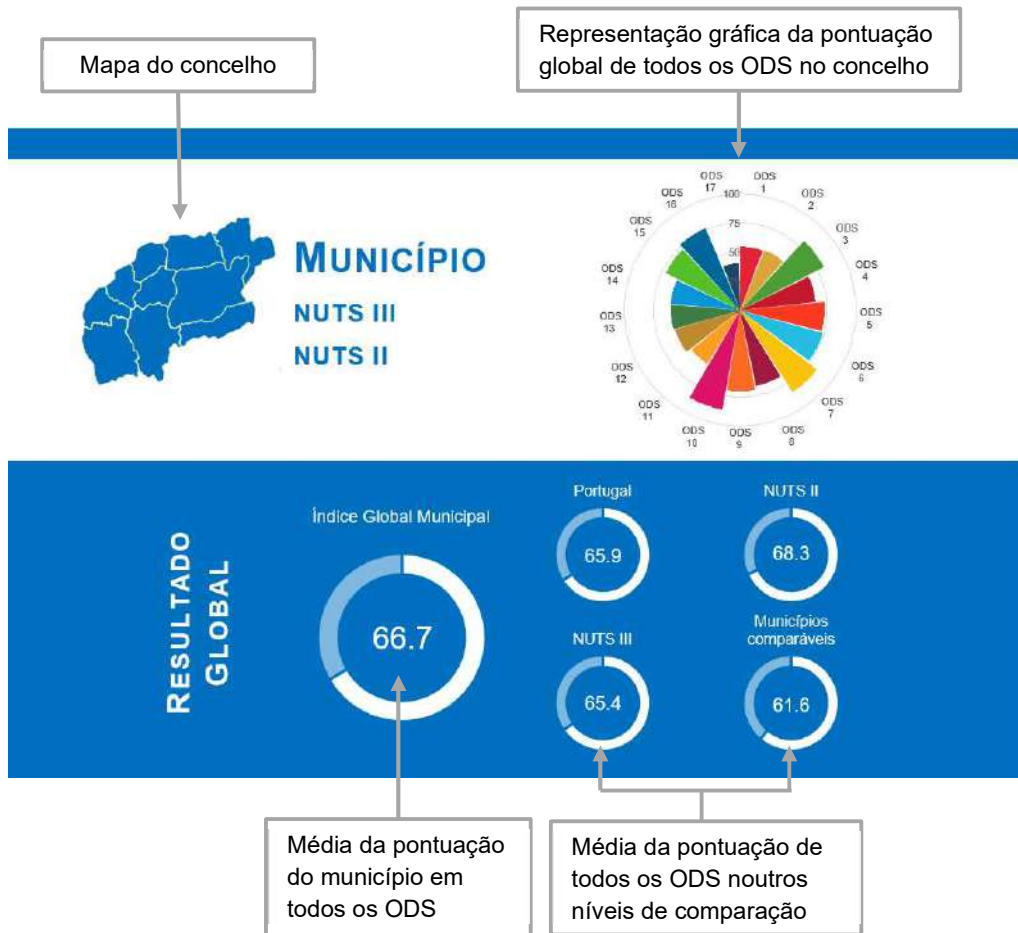 Mapa do concelho
Representação gráfica da pontuação
global de todos os ODS no concelho
MUNICÍPIO
NUTS III
NUTS II
100
75
50
ODS
1
ODS
2
ODS
3
ODS
4
ODS
5
ODS
6
ODS
7
ODS
8
ODS
9
ODS
10
ODS
11
ODS
12
ODS
13
ODS
14
ODS
15
ODS
16
ODS
17
RESULTADO
GLOBAL
Índice Global Municipal
66.7
Portugal
65.9
NUTS II
68.3
NUTS III
65.4
Municípios
comparáveis
61.6
Média da pontuação
do município em
todos os ODS
Média da pontuação de
todos os ODS noutros
níveis de comparação